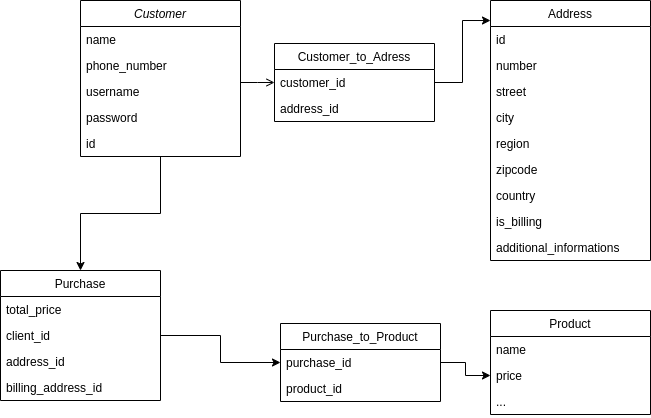 Customer
name
phone_number
username
password
id
Customer_to_Adress
customer_id
address_id
Address
id
number
street
city
region
zipcode
country
is_billing
additional_informations
Purchase
total_price
client_id
address_id
billing_address_id
Purchase_to_Product
purchase_id
product_id
Product
name
price
...